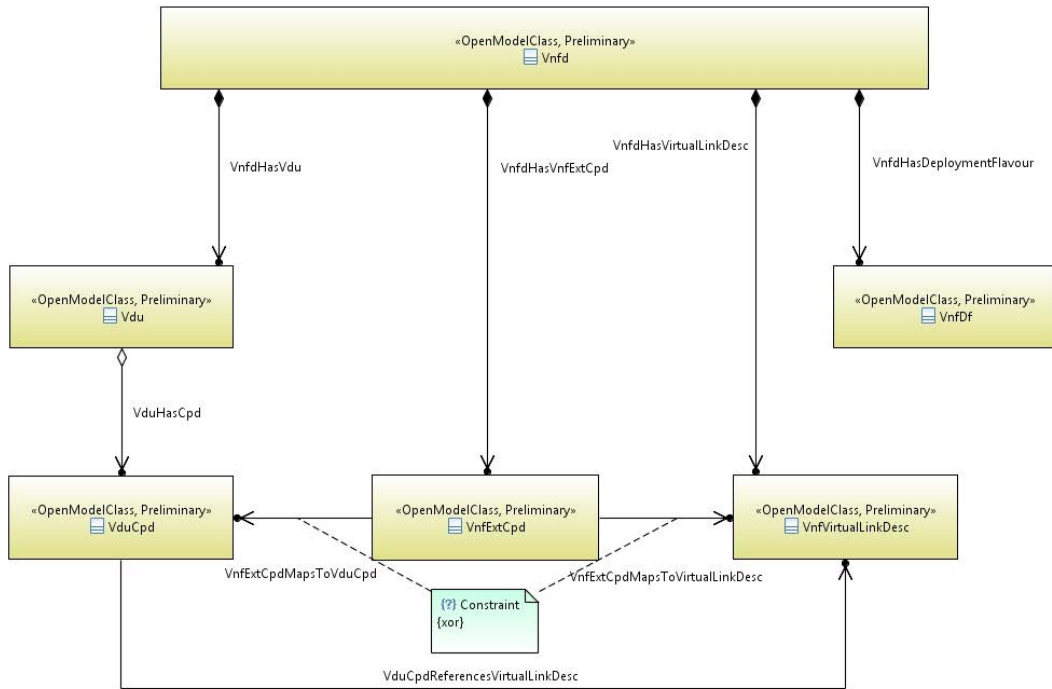 «OpenModelClass, Preliminary»
Vnfd
VnfdHasVdu
VnfdHasVnfExtCpd
VnfdHasVirtualLinkDesc
VnfdHasDeploymentFlavour
«OpenModelClass, Preliminary»
Vdu
«OpenModelClass, Preliminary»
VnfDf
VduHasCpd
«OpenModelClass, Preliminary»
VduCpd
«OpenModelClass, Preliminary»
VnfExtCpd
«OpenModelClass, Preliminary»
VnfVirtualLinkDesc
VnfExtCpdMapsToVduCpd
VnfExtCpdMapsToVirtualLinkDesc
{?} Constraint
{xor}
VduCpdReferencesVirtualLinkDesc